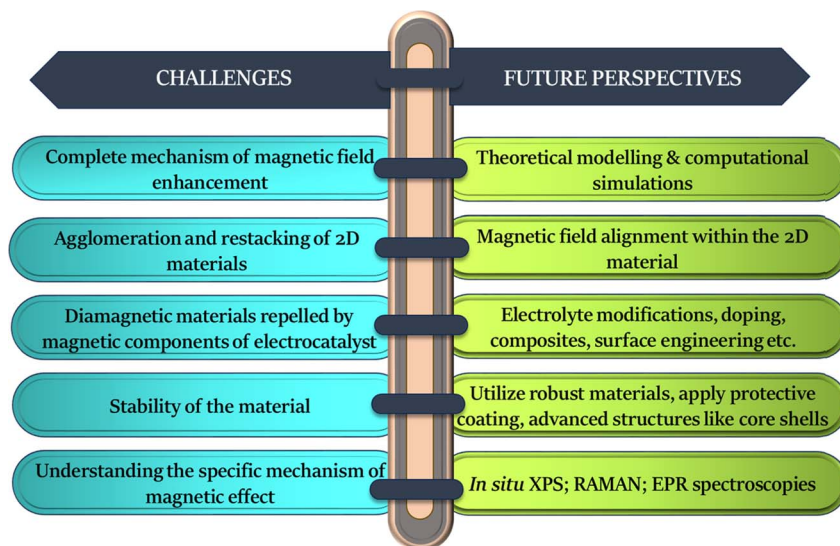 CHALLENGES
FUTURE PERSPECTIVES
Complete mechanism of magnetic field
enhancement
Theoretical modelling & computational
simulations
Agglomeration and restacking of 2D
materials
Magnetic field alignment within the 2D
material
Diamagnetic materials repelled by
magnetic components of electrocatalyst
Electrolyte modifications, doping,
composites, surface engineering etc.
Stability of the material
Utilize robust materials, apply protective
coating, advanced structures like core shells
Understanding the specific mechanism of
magnetic effect
In situ XPS; RAMAN; EPR spectroscopies